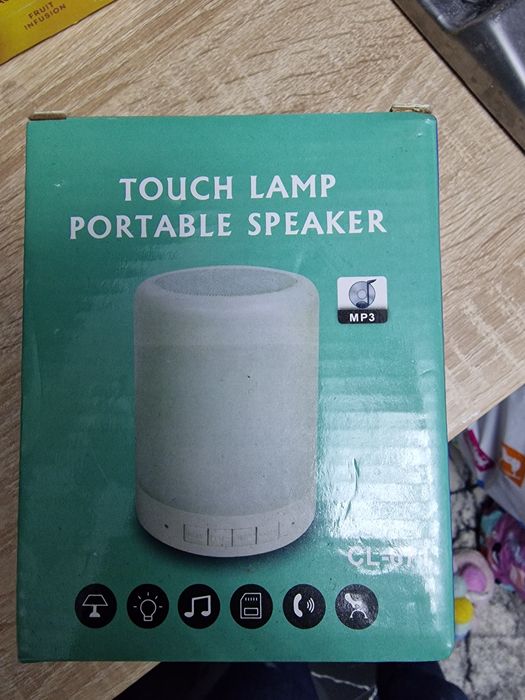 FRUIT
INFUSION
TOUCH LAMP
PORTABLE SPEAKER
MP3